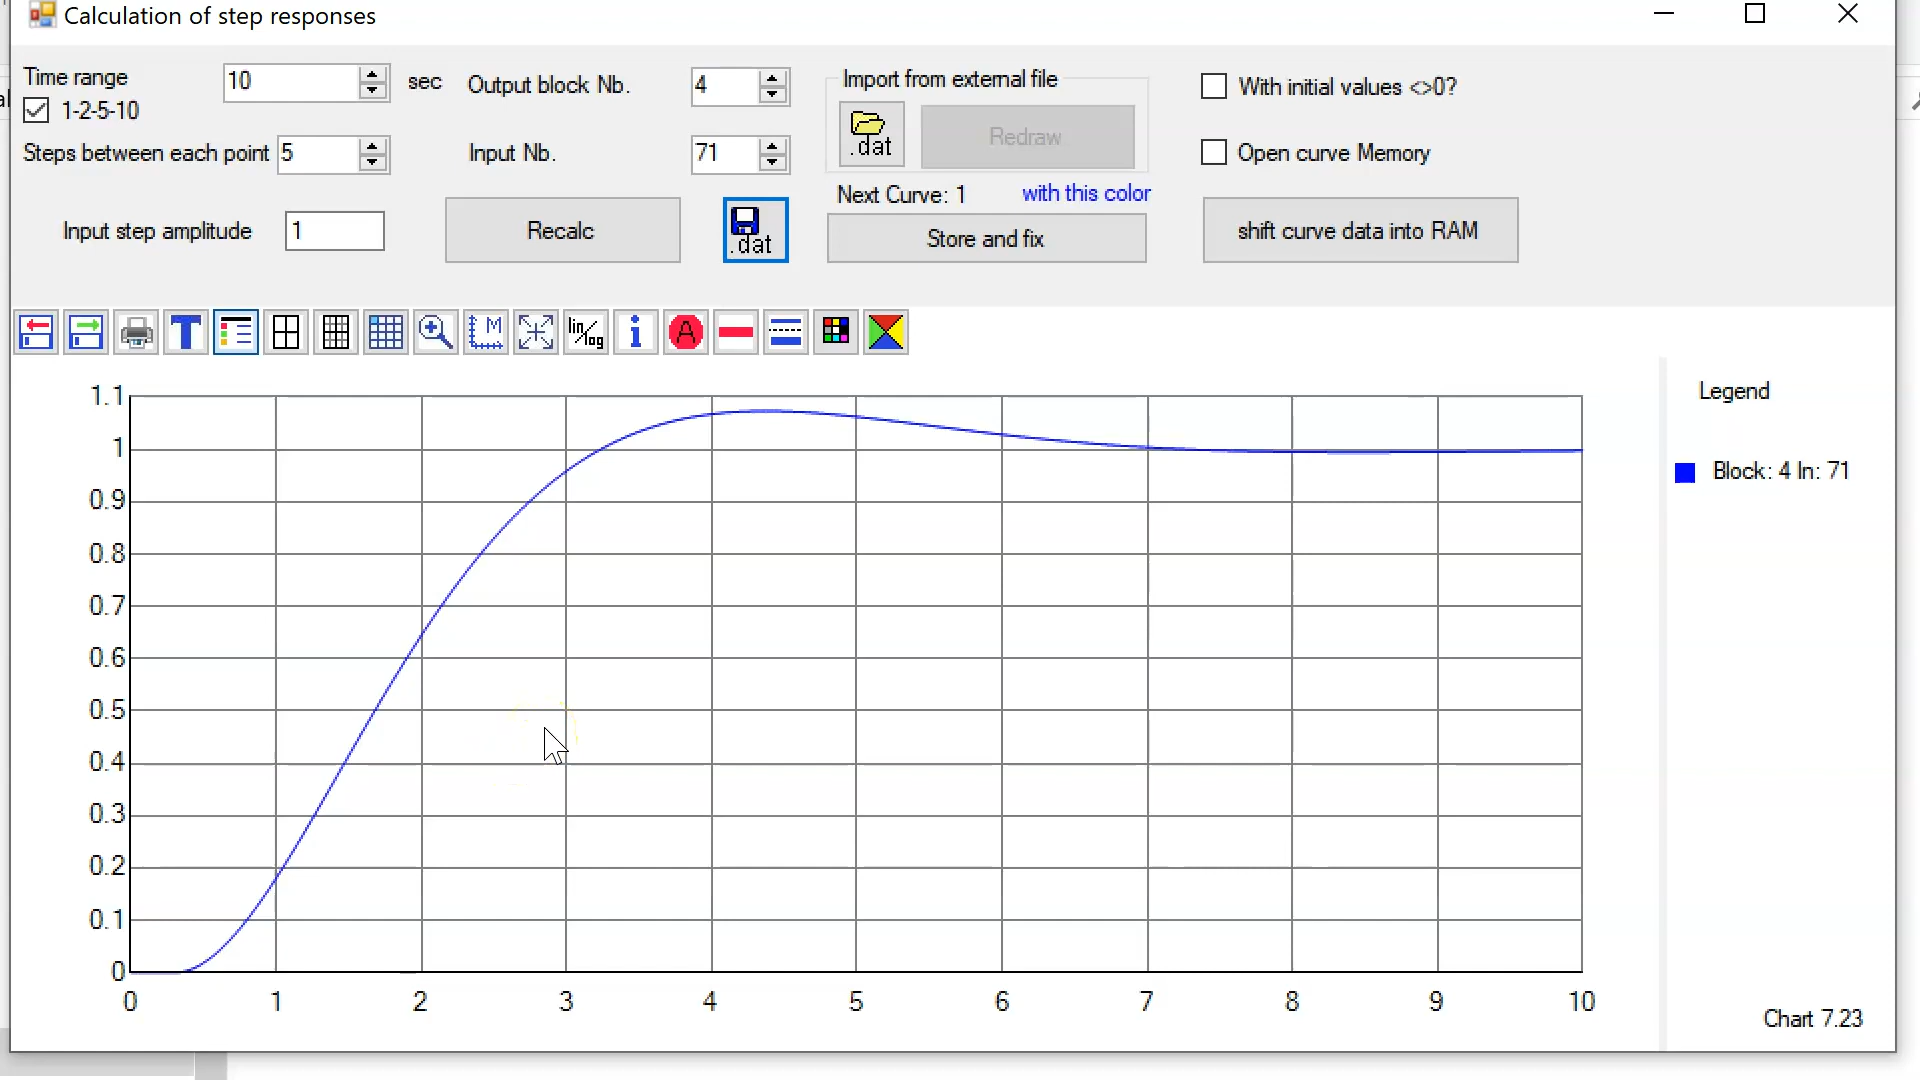 Calculation of step responses
Time range 10 sec Output block Nb. 4 Import from external file With initial values <>0?
1-2-5-10
.dat Redraw
Steps between each point 5 Input Nb. 71 Open curve Memory
Next Curve: 1 with this color
Input step amplitude 1 Recalc .dat Store and fix shift curve data into RAM
T M lin/log i A
1.1
1
0.9
0.8
0.7
0.6
0.5
0.4
0.3
0.2
0.1
0
0 1 2 3 4 5 6 7 8 9 10
Legend
Block: 4 In: 71
Chart 7.23